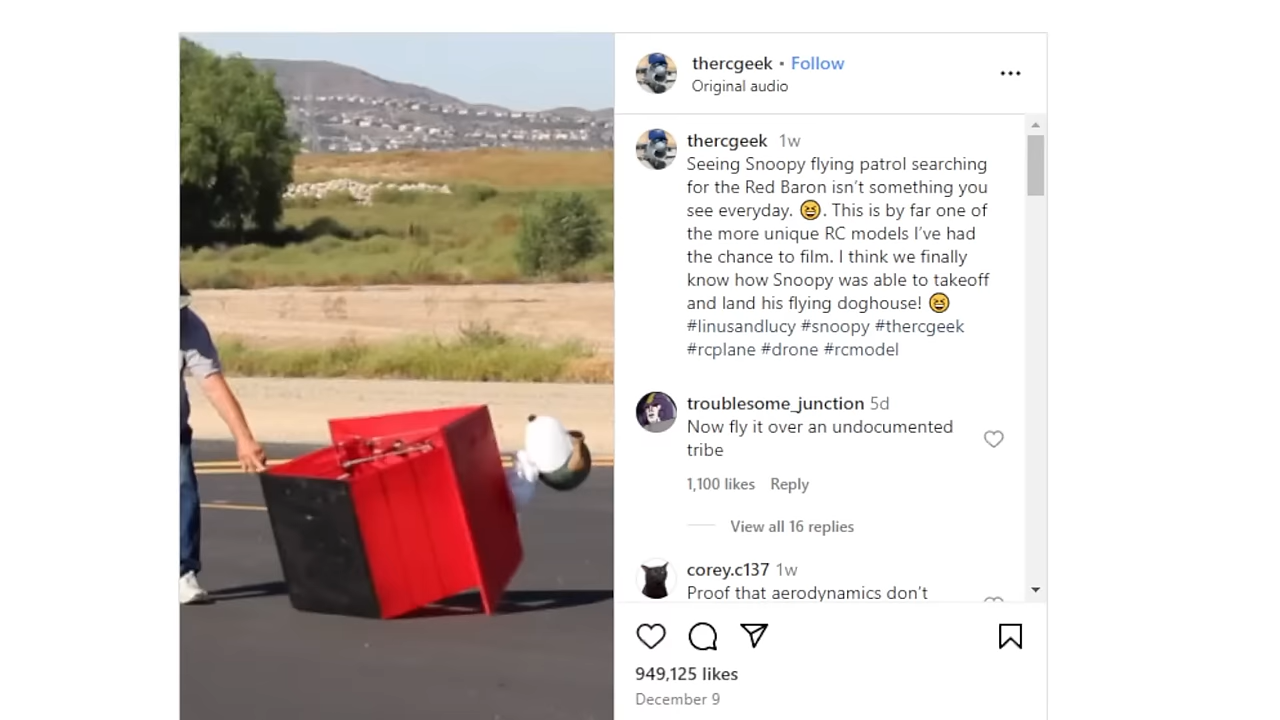 thercgeek • Follow
Original audio
thercgeek 1w
Seeing Snoopy flying patrol searching
for the Red Baron isn’t something you
see everyday. 😆. This is by far one of
the more unique RC models I’ve had
the chance to film. I think we finally
know how Snoopy was able to takeoff
and land his flying doghouse! 😆
#linusandlucy #snoopy #thercgeek
#rcplane #drone #rcmodel
troublesome_junction 5d
Now fly it over an undocumented
tribe
1,100 likes Reply
View all 16 replies
corey.c137 1w
Proof that aerodynamics don’t
949,125 likes
December 9